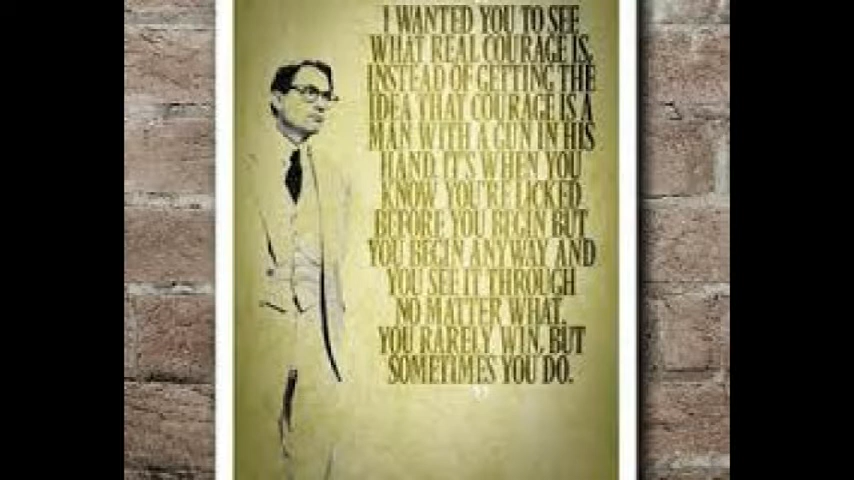 I WANTED YOU TO SEE
WHAT REAL COURAGE IS,
INSTEAD OF GETTING THE
IDEA THAT COURAGE IS A
MAN WITH A GUN IN HIS
HAND. IT'S WHEN YOU
KNOW YOU'RE LICKED
BEFORE YOU BEGIN BUT
YOU BEGIN ANYWAY AND
YOU SEE IT THROUGH
NO MATTER WHAT.
YOU RARELY WIN, BUT
SOMETIMES YOU DO.
”